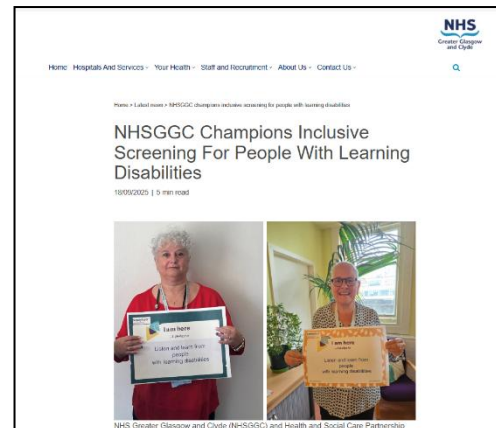 NHS
Greater Glasgow
and Clyde
Home Hospitals And Services Your Health Staff and Recruitment About Us Contact Us
Home > Latest news > NHSGGC champions inclusive screening for people with learning disabilities
NHSGGC Champions Inclusive
Screening For People With Learning
Disabilities
18/09/2025 | 5 min read
I am here
Listen and learn from
people
with learning disabilities
I am here
Listen and learn from
people
with learning disabilities
NHS Greater Glasgow and Clyde (NHSGGC) and Health and Social Care Partnership